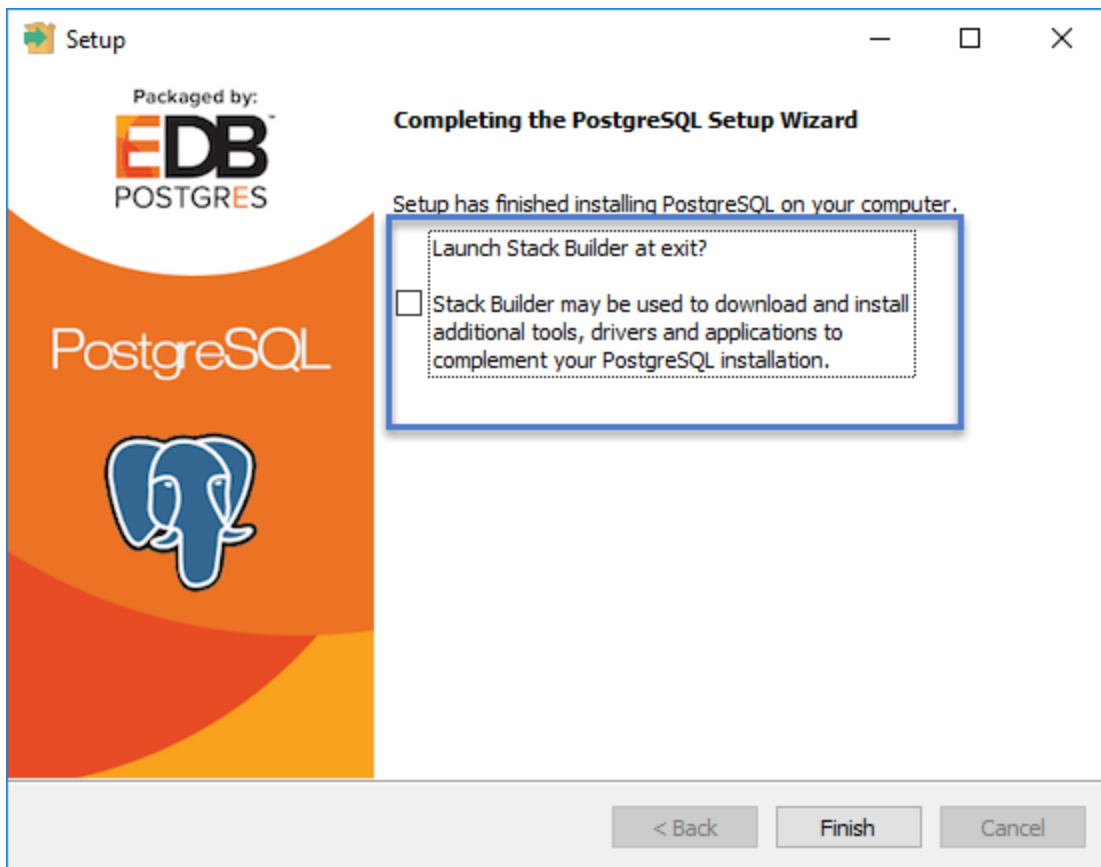 Setup
Packaged by:
EDB™
POSTGRES
PostgreSQL
Completing the PostgreSQL Setup Wizard
Setup has finished installing PostgreSQL on your computer.
Launch Stack Builder at exit?
Stack Builder may be used to download and install
additional tools, drivers and applications to
complement your PostgreSQL installation.
< Back
Finish
Cancel